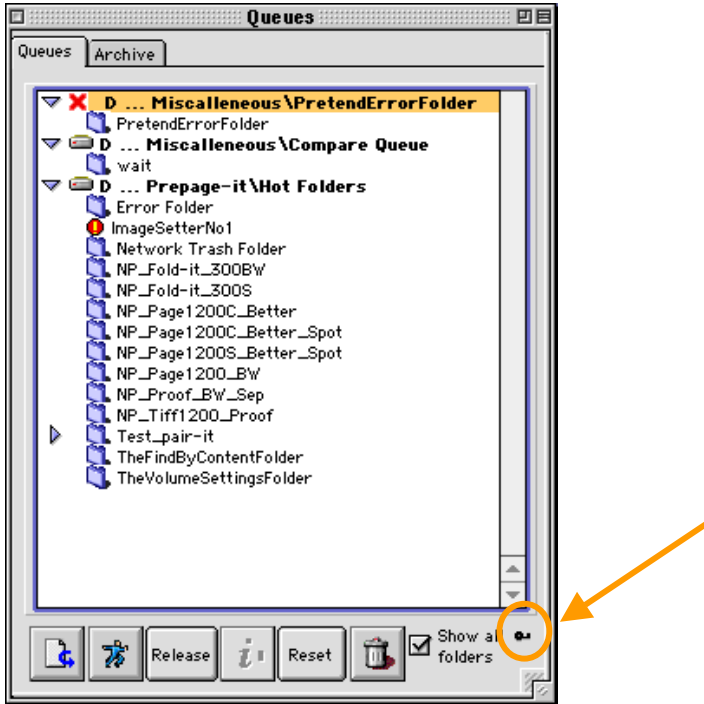 Queues
Queues Archive
D ... Miscalleneous\PretendErrorFolder
PretendErrorFolder
D ... Miscalleneous\Compare Queue
wait
D ... Prepage-it\Hot Folders
Error Folder
ImageSetterNo1
Network Trash Folder
NP_Fold-it_300BW
NP_Fold-it_300S
NP_Page1200C_Better
NP_Page1200C_Better_Spot
NP_Page1200S_Better_Spot
NP_Page1200_BW
NP_Proof_BW_Sep
NP_Tiff1200_Proof
Test_pair-it
TheFindByContentFolder
TheVolumeSettingsFolder
Release i Reset Show al
folders